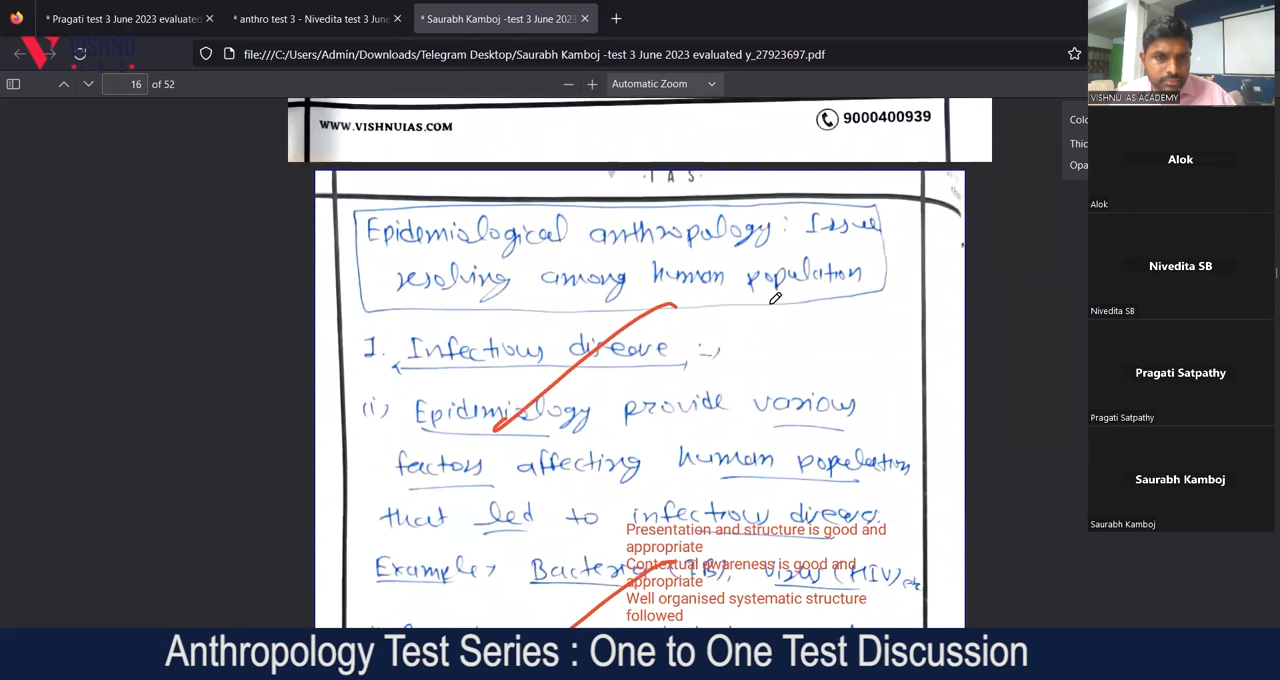 * Pragati test 3 June 2023 evaluated
* anthro test 3 - Nivedita test 3 June
* Saurabh Kamboj -test 3 June 2023
VISHNU
IAS
file:///C:/Users/Admin/Downloads/Telegram Desktop/Saurabh Kamboj -test 3 June 2023 evaluated y_27923697.pdf
16 of 52
Automatic Zoom
VISHNU IAS ACADEMY
WWW.VISHNUIAS.COM
9000400939
Colo
Thic
Opa
I A S
Epidemiological anthropology: Issue
resolving among human population
I. Infectious disease :-
(i) Epidemiology provide various
factors affecting human population
that led to infectious disease.
Example> Bacteria (TB), virus (HIV) etc
Presentation and structure is good and
appropriate
Contextual awareness is good and
appropriate
Well organised systematic structure
followed
Alok
Alok
Nivedita SB
Nivedita SB
Pragati Satpathy
Pragati Satpathy
Saurabh Kamboj
Saurabh Kamboj
Anthropology Test Series : One to One Test Discussion